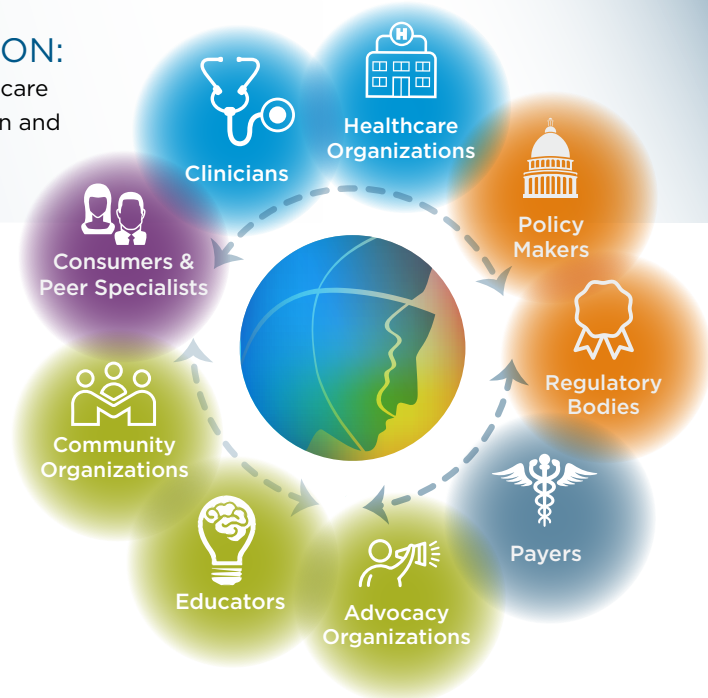 ON:
care
n and
H
Healthcare
Organizations
Clinicians
Policy
Makers
Consumers &
Peer Specialists
Regulatory
Bodies
Community
Organizations
Payers
Educators
Advocacy
Organizations